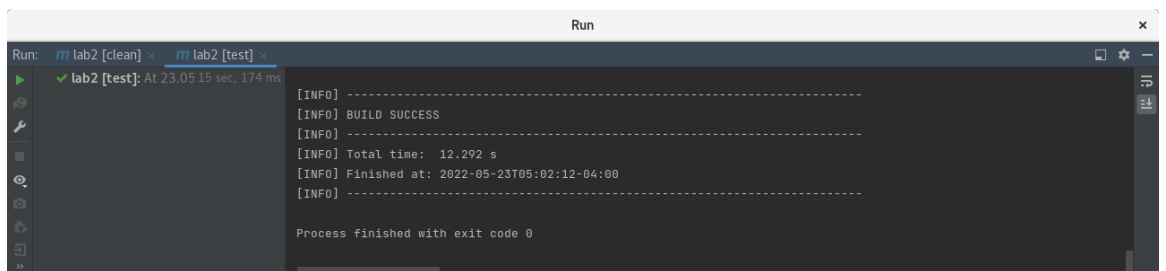 Run
Run: m lab2 [clean] × m lab2 [test] ×
lab2 [test]: At 23.05 15 sec, 174 ms
[INFO] ------------------------------------------------------------------------
[INFO] BUILD SUCCESS
[INFO] ------------------------------------------------------------------------
[INFO] Total time:  12.292 s
[INFO] Finished at: 2022-05-23T05:02:12-04:00
[INFO] ------------------------------------------------------------------------
Process finished with exit code 0